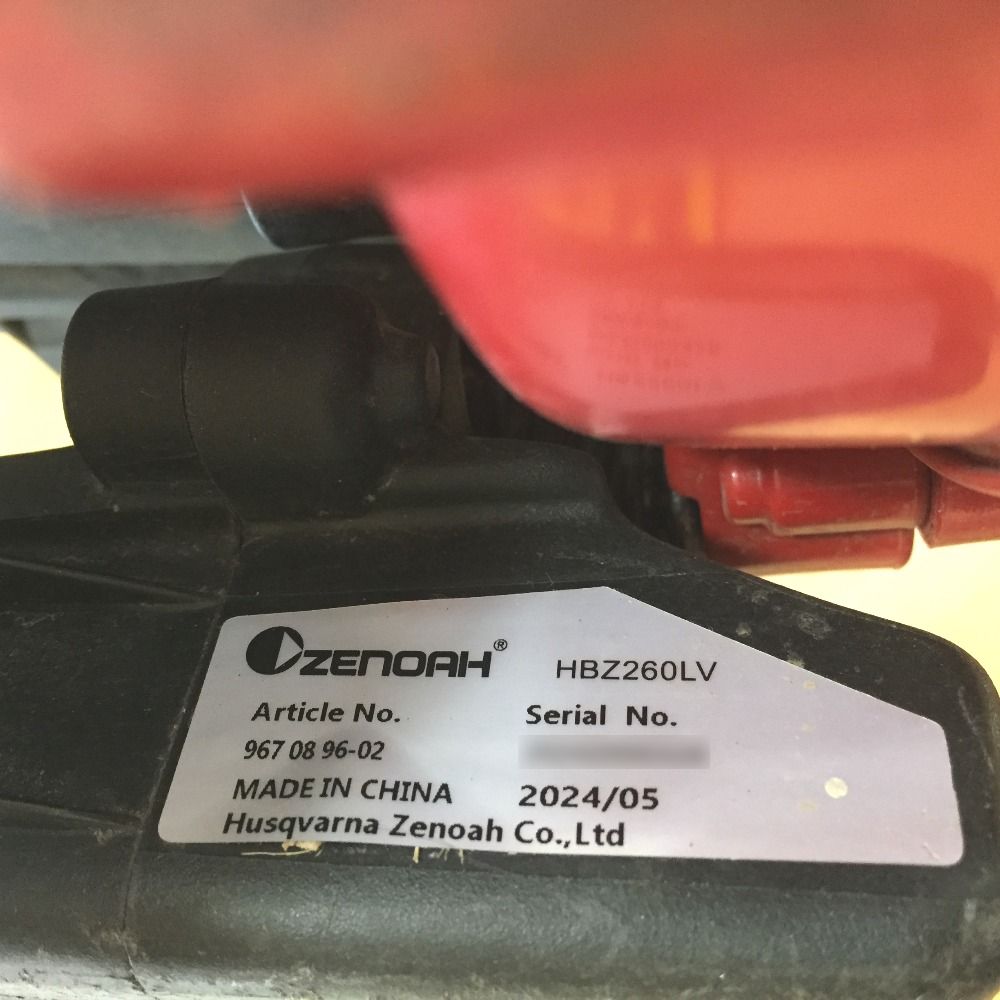 ZENOAH® HBZ260LV
Article No. Serial No.
967 08 96-02
MADE IN CHINA 2024/05
Husqvarna Zenoah Co.,Ltd